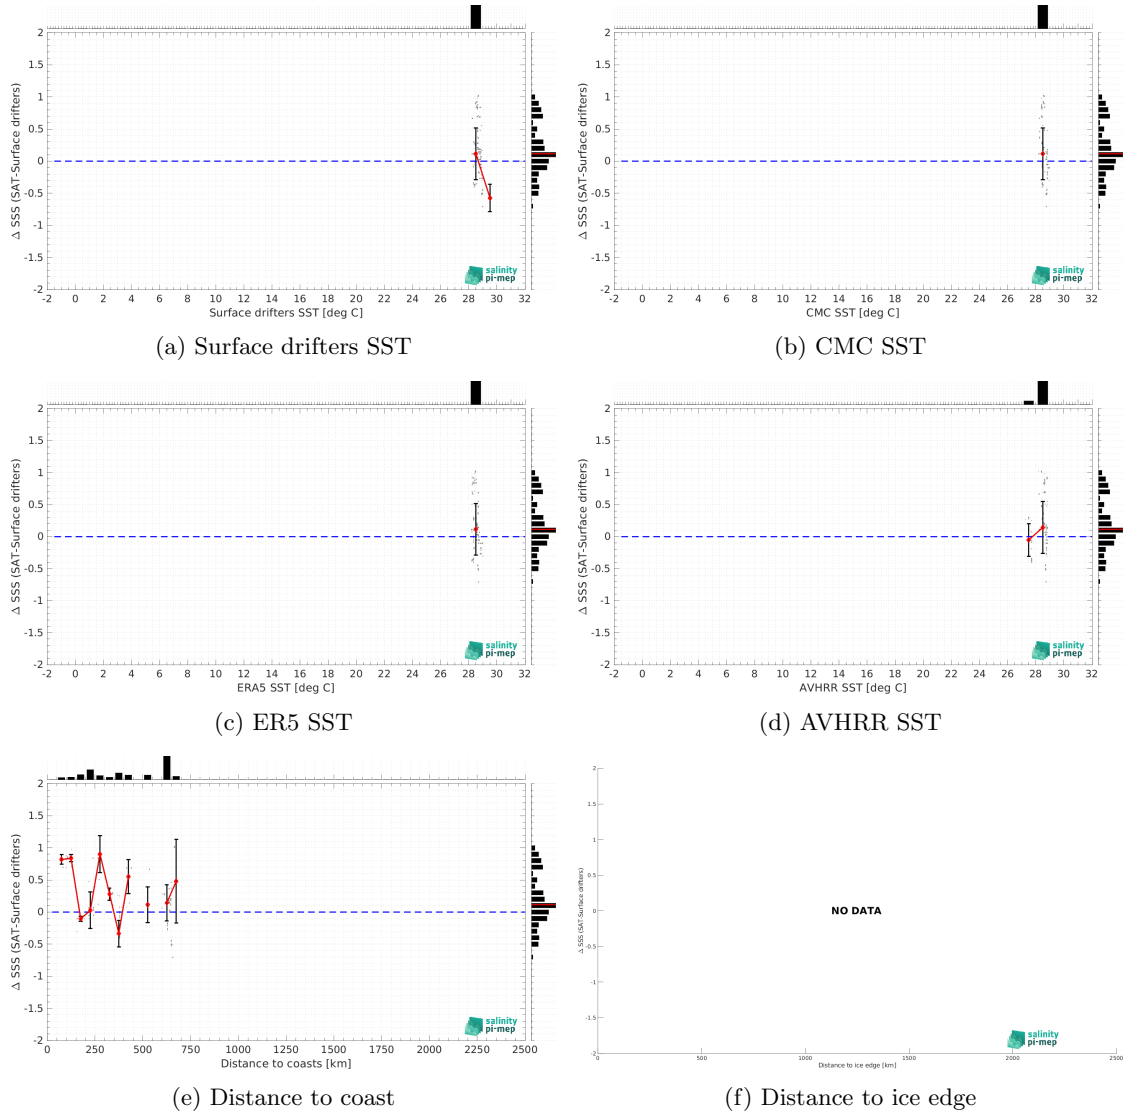 2
1.5
1
0.5
0
-0.5
-1
-1.5
-2
Δ SSS (SAT-Surface drifters)
-2 0 2 4 6 8 10 12 14 16 18 20 22 24 26 28 30 32
Surface drifters SST [deg C]
salinity
pi-mep
(a) Surface drifters SST
2
1.5
1
0.5
0
-0.5
-1
-1.5
-2
Δ SSS (SAT-Surface drifters)
-2 0 2 4 6 8 10 12 14 16 18 20 22 24 26 28 30 32
CMC SST [deg C]
salinity
pi-mep
(b) CMC SST
2
1.5
1
0.5
0
-0.5
-1
-1.5
-2
Δ SSS (SAT-Surface drifters)
-2 0 2 4 6 8 10 12 14 16 18 20 22 24 26 28 30 32
ERA5 SST [deg C]
salinity
pi-mep
(c) ER5 SST
2
1.5
1
0.5
0
-0.5
-1
-1.5
-2
Δ SSS (SAT-Surface drifters)
-2 0 2 4 6 8 10 12 14 16 18 20 22 24 26 28 30 32
AVHRR SST [deg C]
salinity
pi-mep
(d) AVHRR SST
2
1.5
1
0.5
0
-0.5
-1
-1.5
-2
Δ SSS (SAT-Surface drifters)
0 250 500 750 1000 1250 1500 1750 2000 2250 2500
Distance to coasts [km]
salinity
pi-mep
(e) Distance to coast
2
1.5
1
0.5
0
-0.5
-1
-1.5
-2
Δ SSS (SAT-Surface drifters)
NO DATA
0 500 1000 1500 2000 2500
Distance to ice edge [km]
salinity
pi-mep
(f) Distance to ice edge